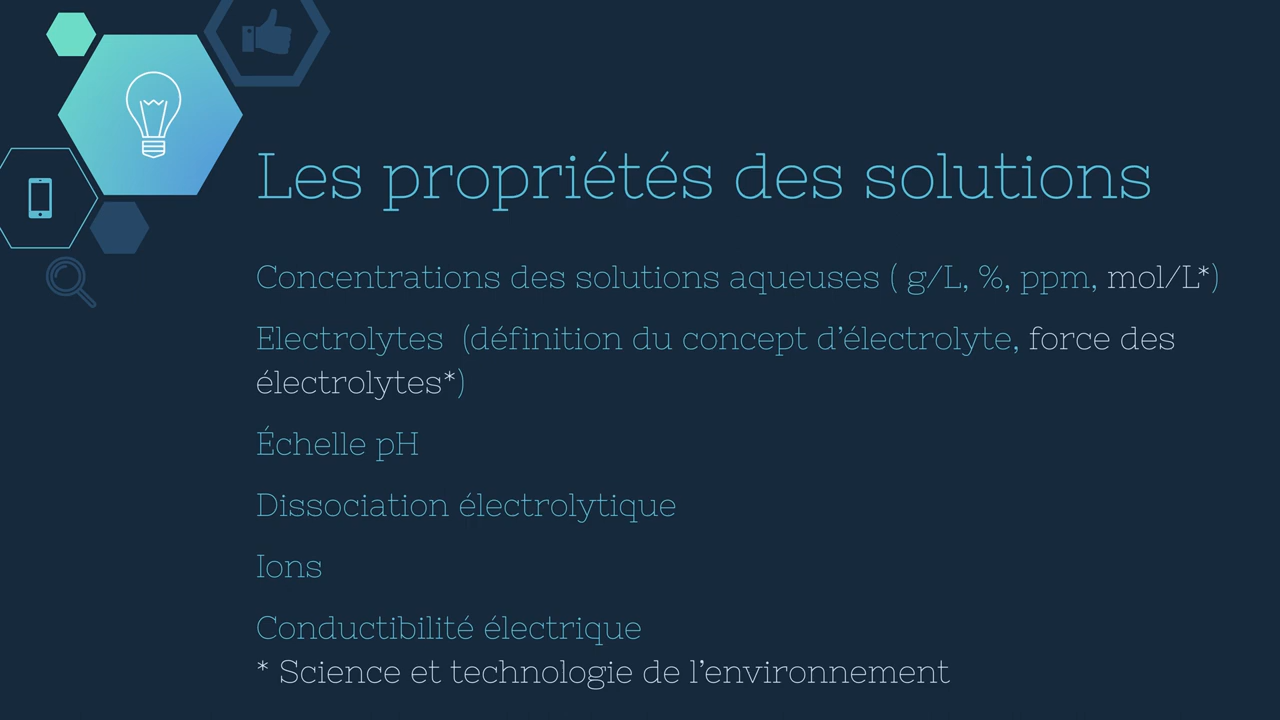 Les propriétés des solutions
Concentrations des solutions aqueuses ( g/L, %, ppm, mol/L*)
Electrolytes  (définition du concept d’électrolyte, force des
électrolytes*)
Échelle pH
Dissociation électrolytique
Ions
Conductibilité électrique
* Science et technologie de l’environnement